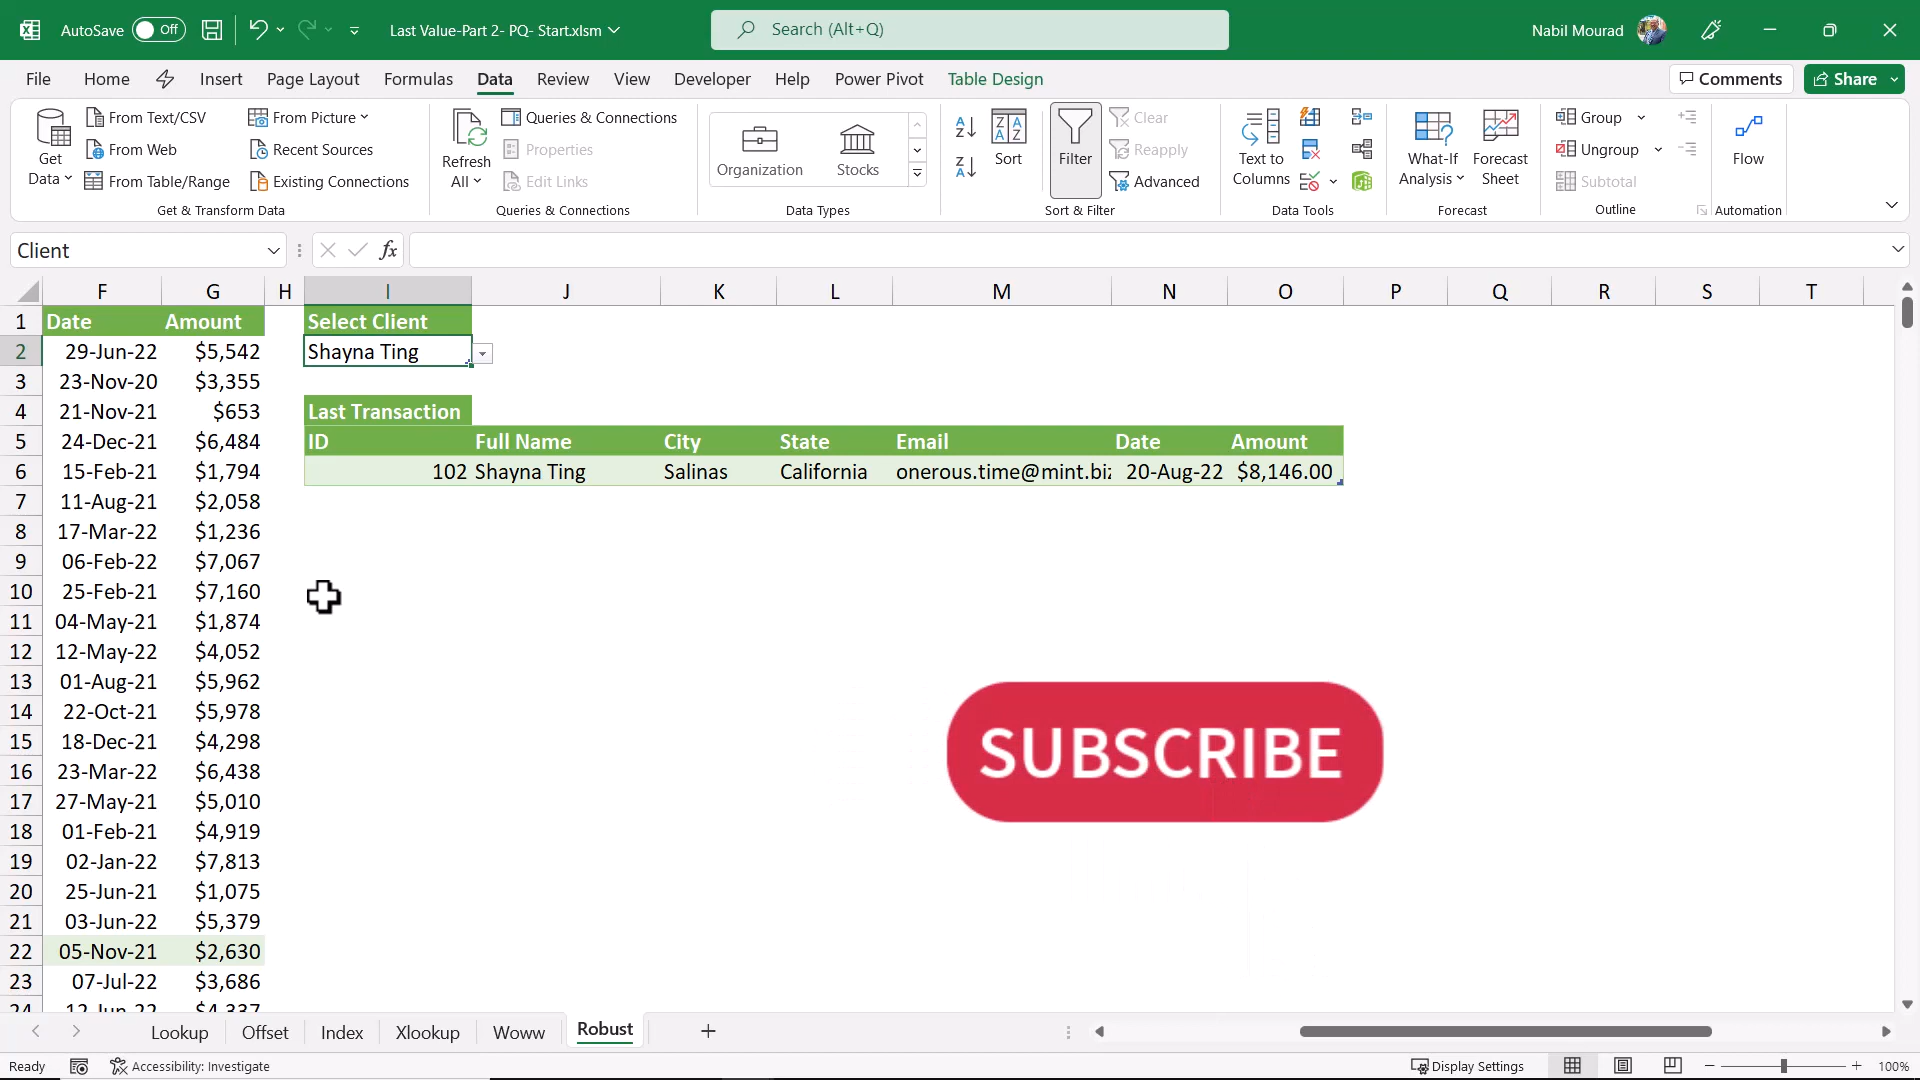 AutoSave Off Last Value-Part 2- PQ- Start.xlsm Search (Alt+Q) Nabil Mourad
File Home Insert Page Layout Formulas Data Review View Developer Help Power Pivot Table Design Comments Share
Get Data
From Text/CSV
From Web
From Table/Range
From Picture
Recent Sources
Existing Connections
Get & Transform Data
Refresh All
Queries & Connections
Properties
Edit Links
Queries & Connections
Organization Stocks
Data Types
Sort
Filter
Clear
Reapply
Advanced
Sort & Filter
Text to Columns
Data Tools
What-If Analysis
Forecast Sheet
Forecast
Group
Ungroup
Subtotal
Outline
Flow
Automation
Client fx
F G H I J K L M N O P Q R S T
1 Date Amount Select Client
2 29-Jun-22 $5,542 Shayna Ting
3 23-Nov-20 $3,355
4 21-Nov-21 $653 Last Transaction
5 24-Dec-21 $6,484 ID Full Name City State Email Date Amount
6 15-Feb-21 $1,794 102 Shayna Ting Salinas California onerous.time@mint.biz 20-Aug-22 $8,146.00
7 11-Aug-21 $2,058
8 17-Mar-22 $1,236
9 06-Feb-22 $7,067
10 25-Feb-21 $7,160
11 04-May-21 $1,874
12 12-May-22 $4,052
13 01-Aug-21 $5,962
14 22-Oct-21 $5,978
15 18-Dec-21 $4,298
16 23-Mar-22 $6,438
17 27-May-21 $5,010
18 01-Feb-21 $4,919
19 02-Jan-22 $7,813
20 25-Jun-21 $1,075
21 03-Jun-22 $5,379
22 05-Nov-21 $2,630
23 07-Jul-22 $3,686
24 12-Jun-22 $4,337
SUBSCRIBE
Lookup Offset Index Xlookup Woww Robust
Ready Accessibility: Investigate Display Settings 100%